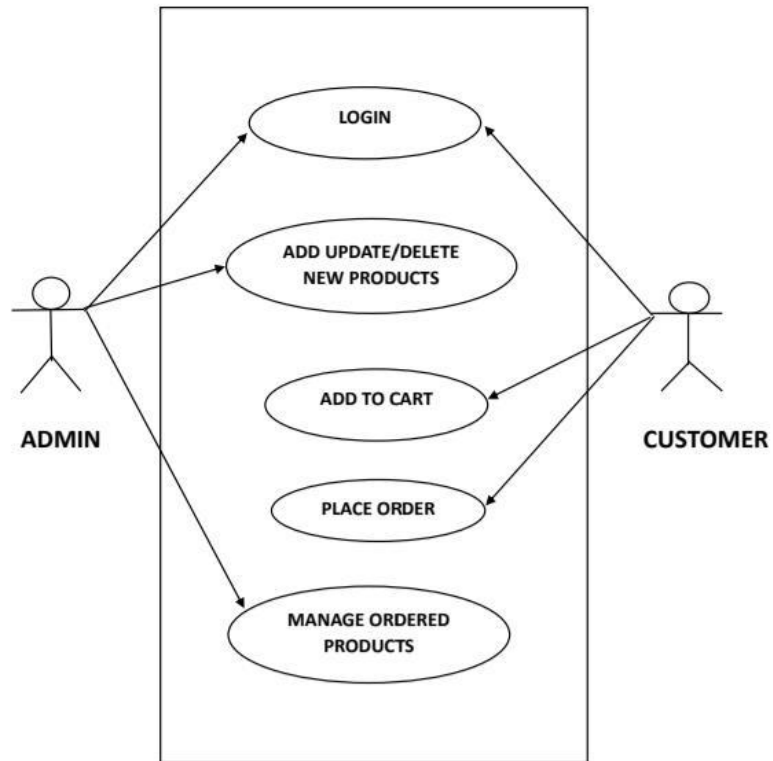 LOGIN
ADD UPDATE/DELETE
NEW PRODUCTS
ADD TO CART
ADMIN
CUSTOMER
PLACE ORDER
MANAGE ORDERED
PRODUCTS